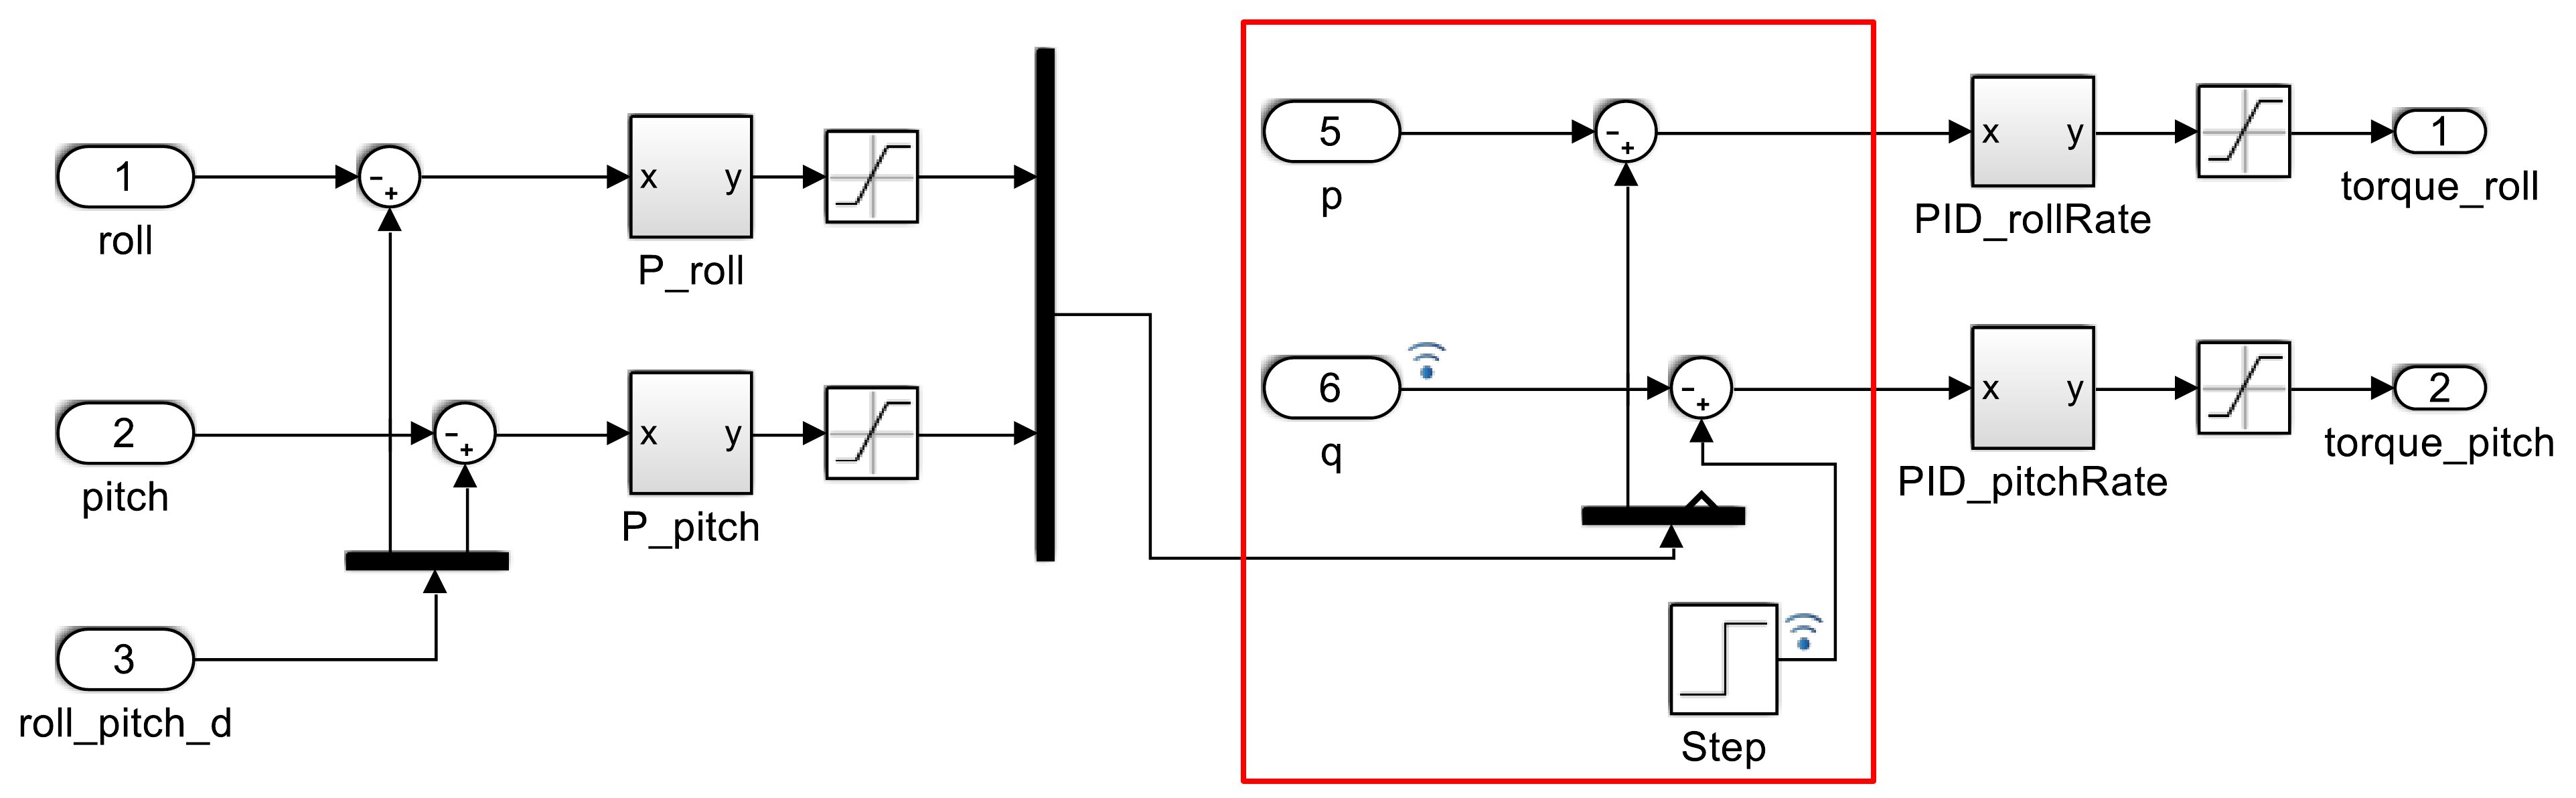 1
roll
-
+
x y
P_roll
2
pitch
-
+
x y
P_pitch
3
roll_pitch_d
5
p
-
+
x y
PID_rollRate
1
torque_roll
6
q
-
+
x y
PID_pitchRate
2
torque_pitch
Step